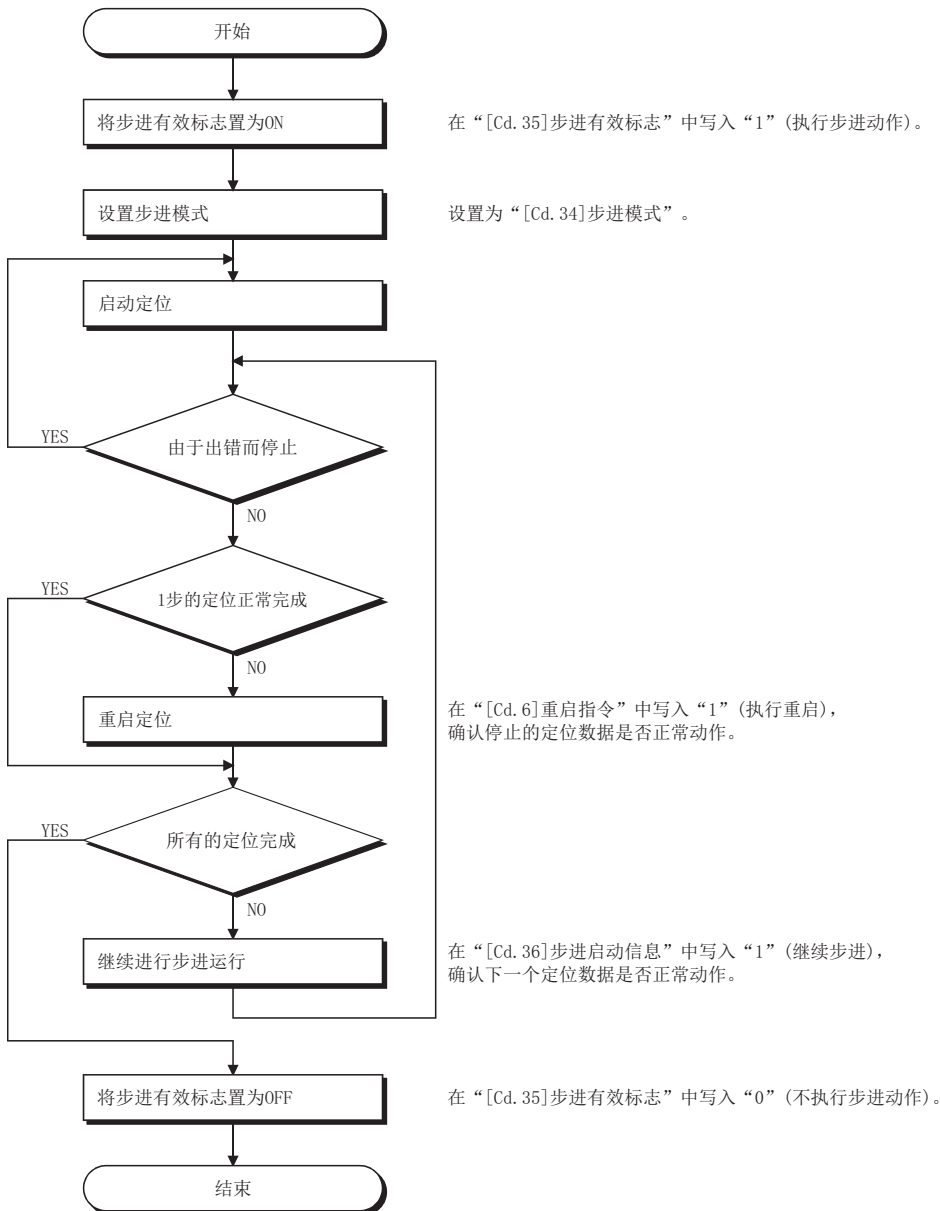 开始
将步进有效标志置为ON
在“[Cd.35]步进有效标志”中写入“1”(执行步进动作)。
设置步进模式
设置为“[Cd.34]步进模式”。
启动定位
YES
由于出错而停止
NO
YES
1步的定位正常完成
NO
重启定位
在“[Cd.6]重启指令”中写入“1”(执行重启),
确认停止的定位数据是否正常动作。
YES
所有的定位完成
NO
继续进行步进运行
在“[Cd.36]步进启动信息”中写入“1”(继续步进),
确认下一个定位数据是否正常动作。
将步进有效标志置为OFF
在“[Cd.35]步进有效标志”中写入“0”(不执行步进动作)。
结束